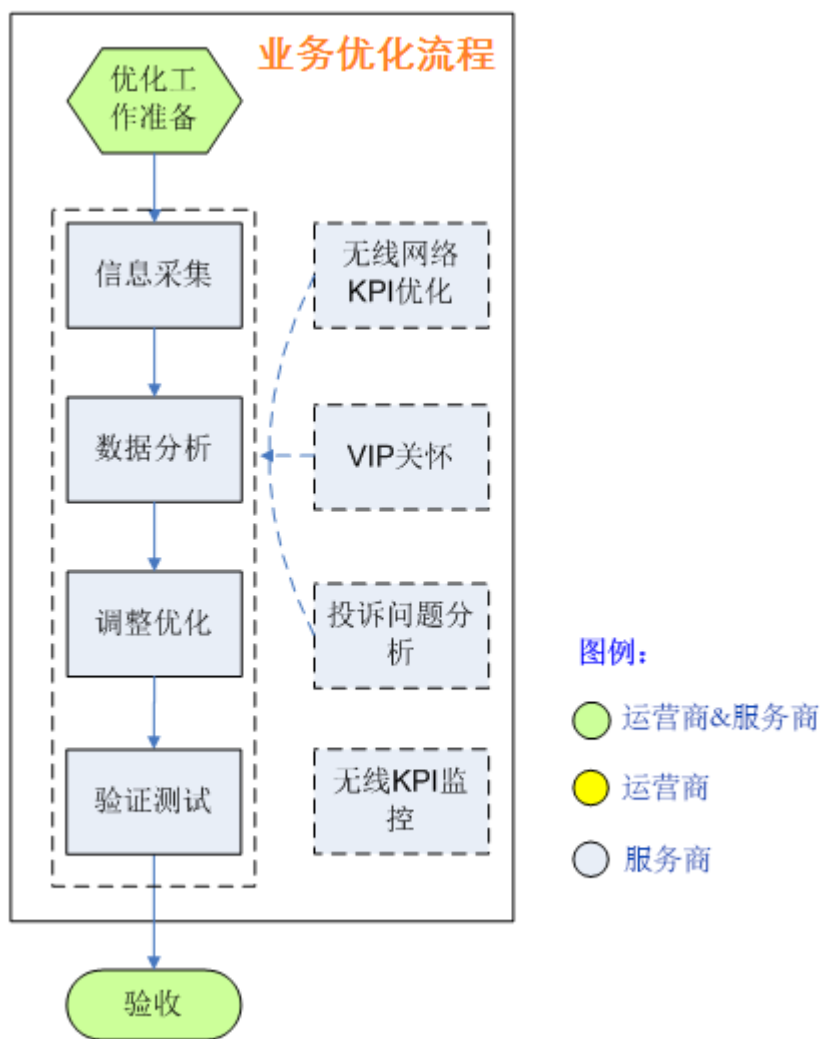 业务优化流程
优化工
作准备
信息采集
无线网络
KPI优化
数据分析
VIP关怀
调整优化
投诉问题分
析
验证测试
无线KPI监
控
验收
图例：
运营商&服务商
运营商
服务商